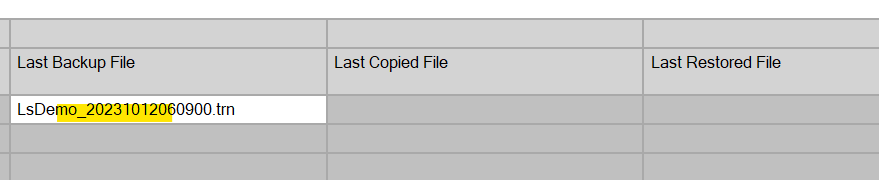 Last Backup File
Last Copied File
Last Restored File
LsDemo_20231012060900.trn